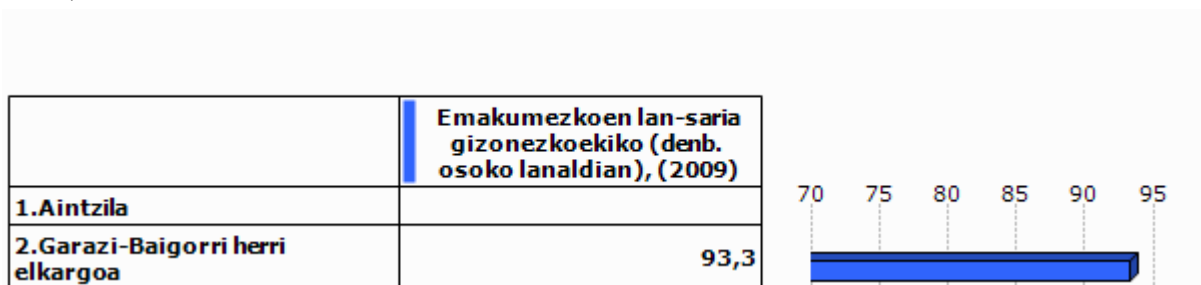 Emakumezkoen lan-saria
gizonezkoekiko (denb.
osoko lanaldian), (2009)
70 75 80 85 90 95
1.Aintzila
2.Garazi-Baigorri herri
elkargoa
93,3